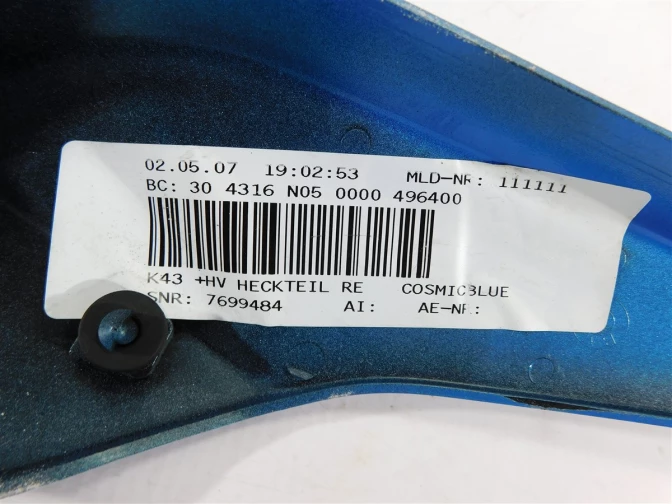 02.05.07 19:02:53 MLD-NR: 111111
BC: 30 4316 N05 0000 496400
K43 +HV HECKTEIL RE COSMICBLUE
SNR: 7699484 AI: AE-NR: